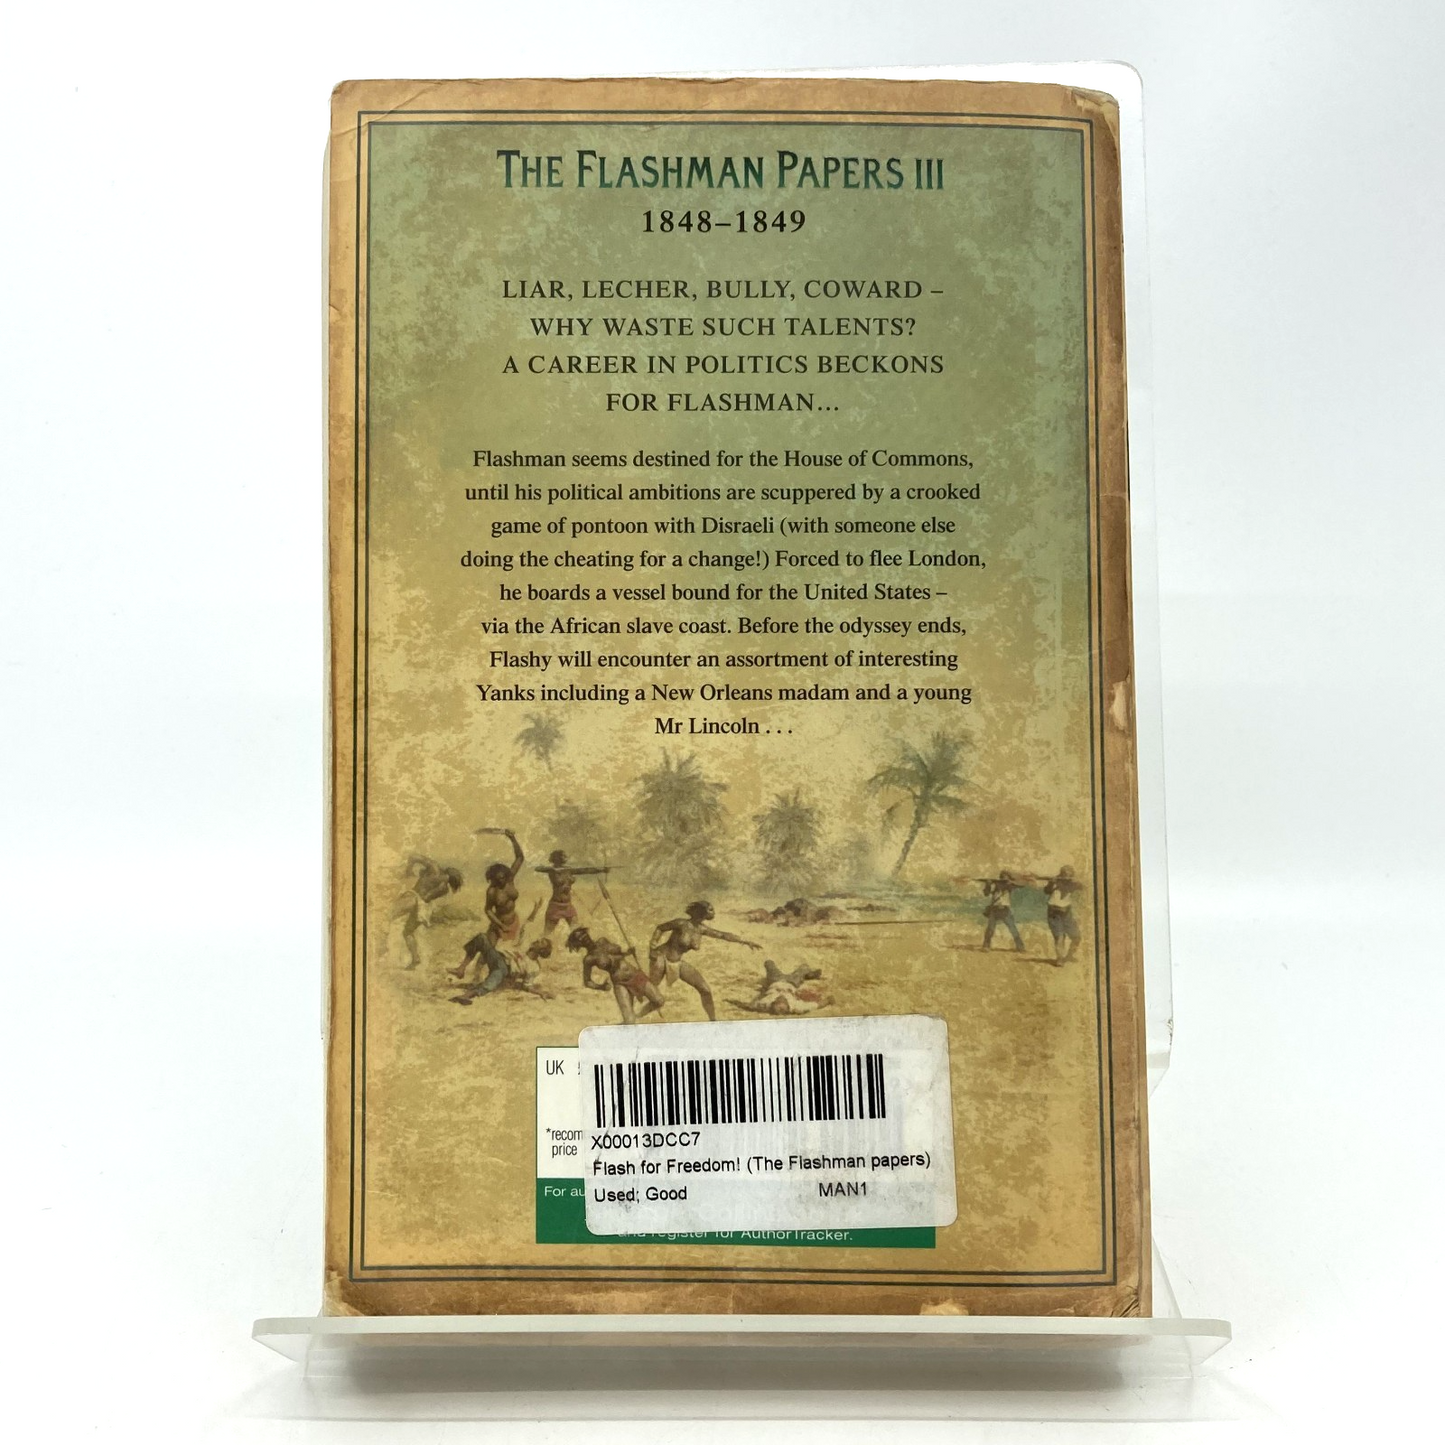 THE FLASHMAN PAPERS III
1848–1849
LIAR, LECHER, BULLY, COWARD –
WHY WASTE SUCH TALENTS?
A CAREER IN POLITICS BECKONS
FOR FLASHMAN...
Flashman seems destined for the House of Commons,
until his political ambitions are scuppered by a crooked
game of pontoon with Disraeli (with someone else
doing the cheating for a change!) Forced to flee London,
he boards a vessel bound for the United States –
via the African slave coast. Before the odyssey ends,
Flashy will encounter an assortment of interesting
Yanks including a New Orleans madam and a young
Mr Lincoln . . .
UK
*recom
price
For au
X00013DCC7
Flash for Freedom! (The Flashman papers)
Used; Good MAN1
and register for AuthorTracker.